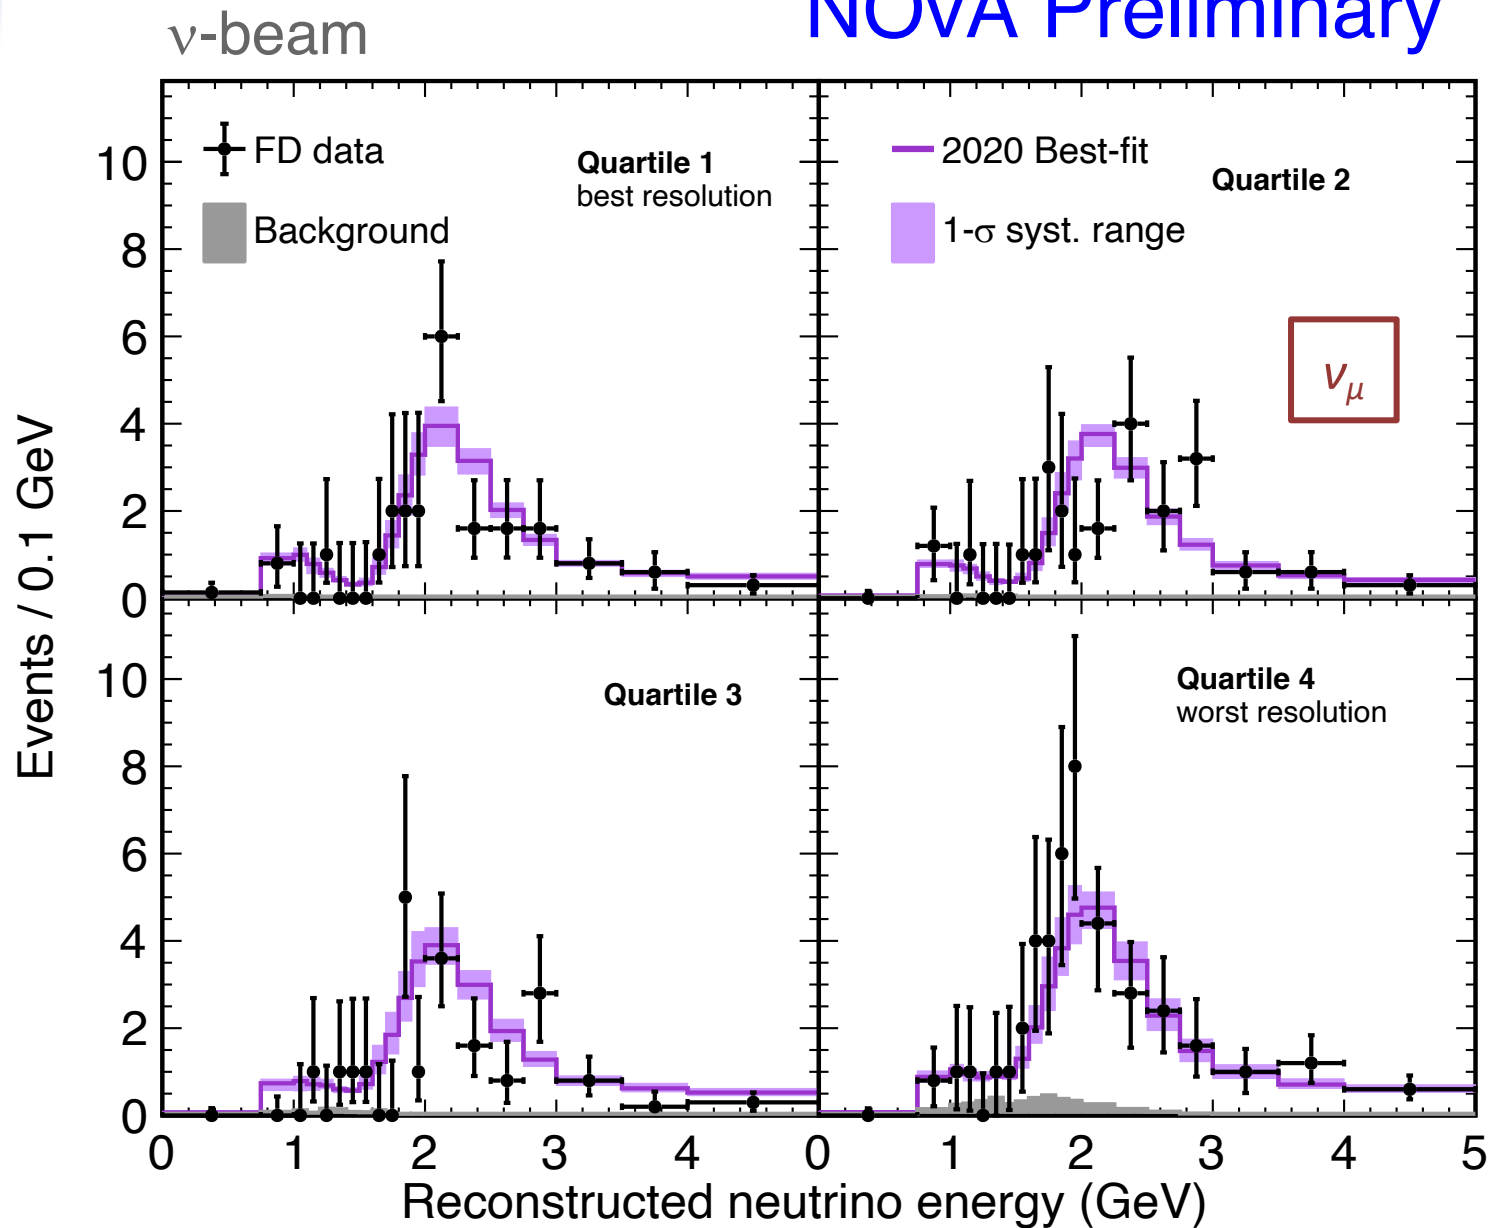 ν-beam
NOvA Preliminary
FD data
Background
Quartile 1
best resolution
2020 Best-fit
1-σ syst. range
Quartile 2
νμ
10
8
6
4
2
0
Quartile 3
Quartile 4
worst resolution
10
8
6
4
2
0
0 1 2 3 4 0 1 2 3 4 5
Events / 0.1 GeV
Reconstructed neutrino energy (GeV)